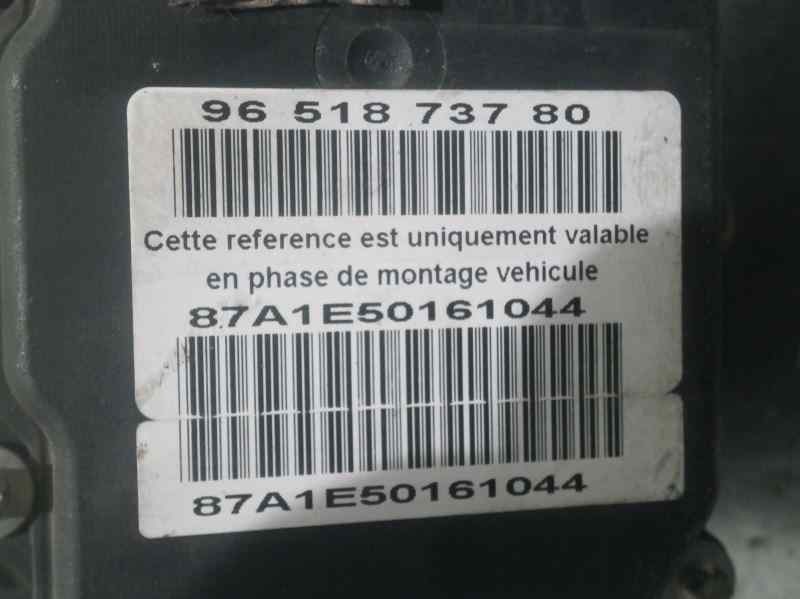 96 518 737 80
Cette reference est uniquement valable
en phase de montage vehicule
87A1E50161044
87A1E50161044